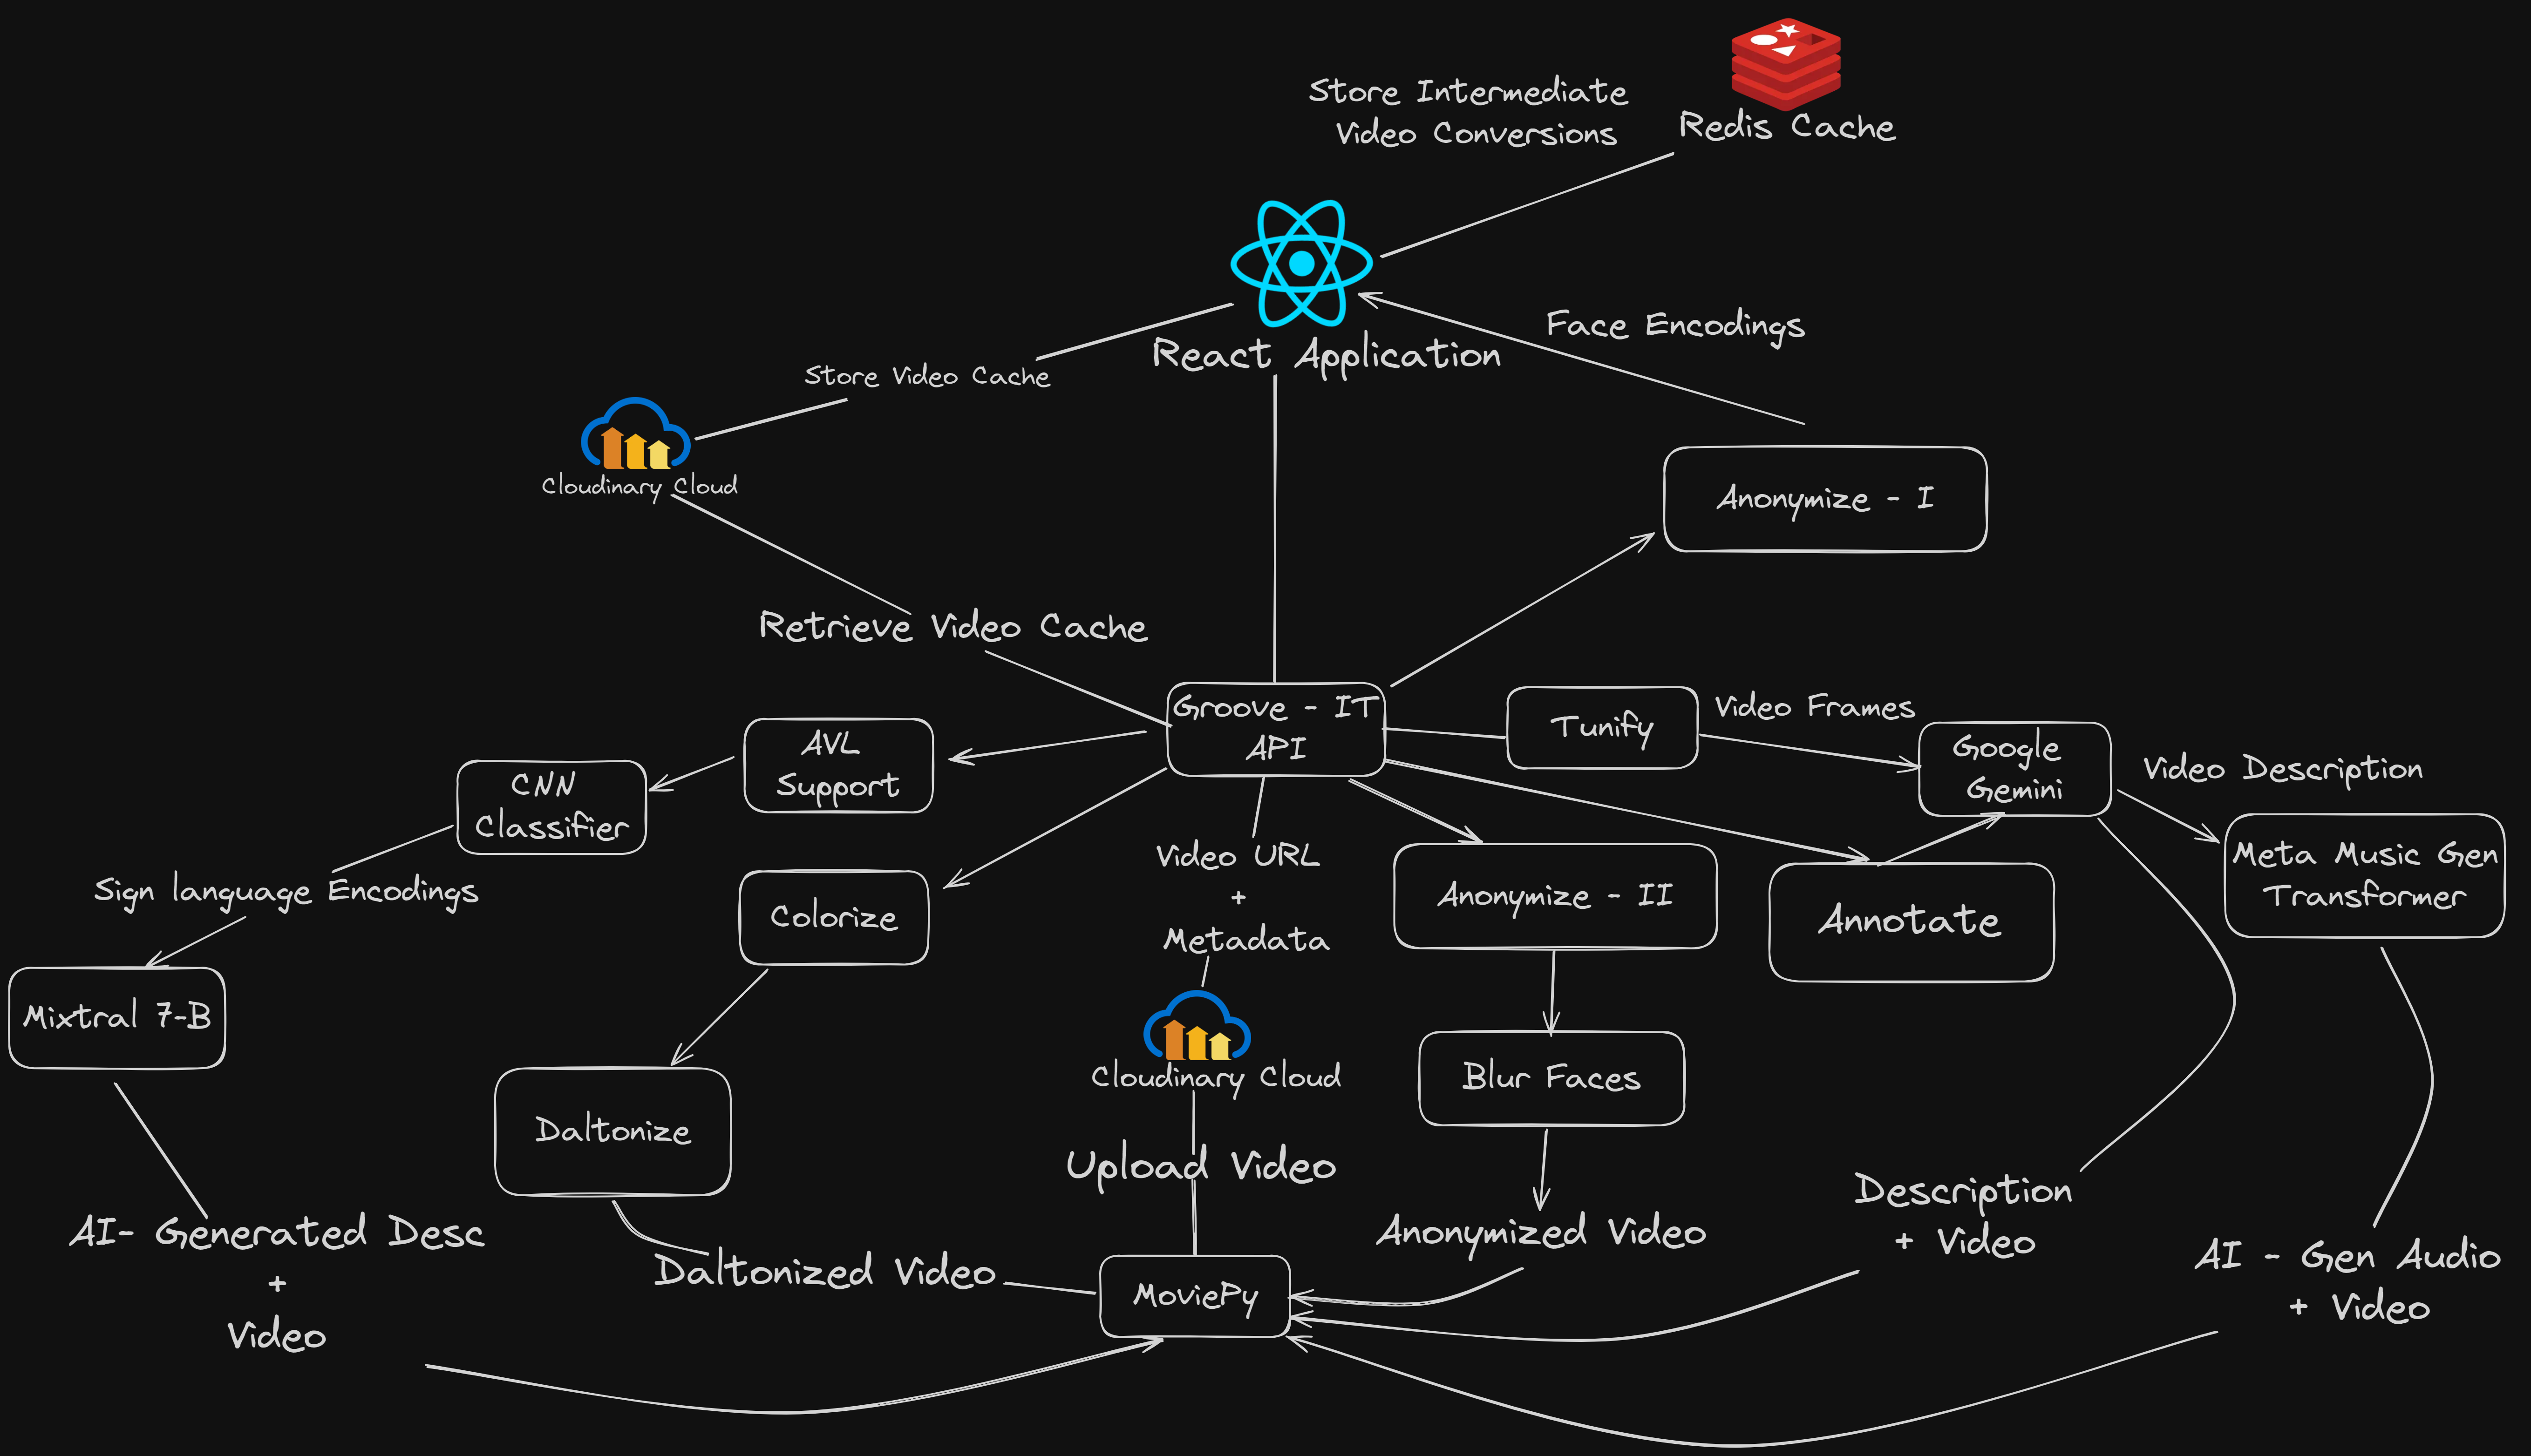 Store Intermediate
Video Conversions
Redis Cache
React Application
Face Encodings
Store Video Cache
Cloudinary Cloud
Anonymize - I
Retrieve Video Cache
Groove - IT
API
Tunify
Video Frames
Google
Gemini
Video Description
AVL
Support
CNN
Classifier
Sign language Encodings
Mixtral 7-B
Colorize
Video URL
+
Metadata
Anonymize - II
Annotate
Meta Music Gen
Transformer
Daltonize
Cloudinary Cloud
Blur Faces
Upload Video
AI- Generated Desc
+
Video
Daltonized Video
MoviePy
Anonymized Video
Description
+ Video
AI - Gen Audio
+ Video